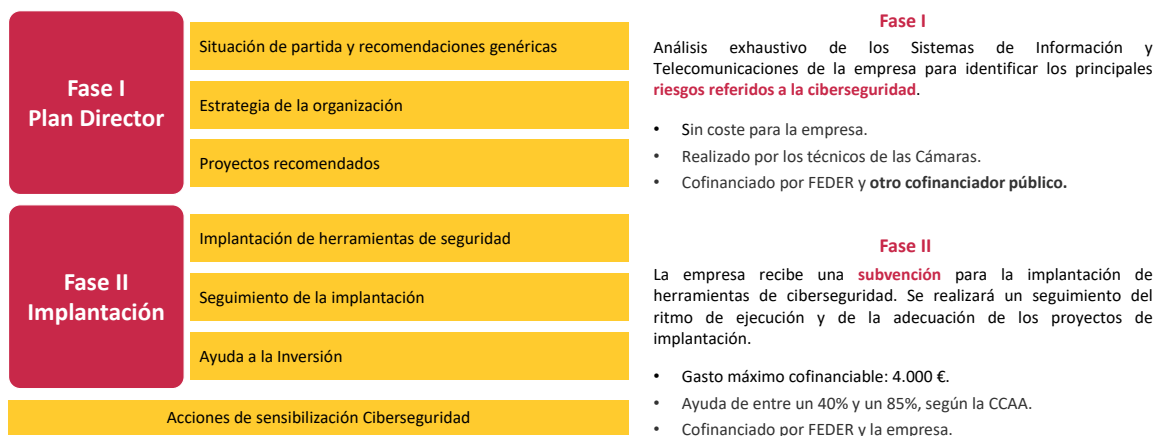 Fase I
Plan Director
Situación de partida y recomendaciones genéricas
Estrategia de la organización
Proyectos recomendados
Fase II
Implantación
Implantación de herramientas de seguridad
Seguimiento de la implantación
Ayuda a la Inversión
Acciones de sensibilización Ciberseguridad
Fase I
Análisis exhaustivo de los Sistemas de Información y
Telecomunicaciones de la empresa para identificar los principales
riesgos referidos a la ciberseguridad.
• Sin coste para la empresa.
• Realizado por los técnicos de las Cámaras.
• Cofinanciado por FEDER y otro cofinanciador público.
Fase II
La empresa recibe una subvención para la implantación de
herramientas de ciberseguridad. Se realizará un seguimiento del
ritmo de ejecución y de la adecuación de los proyectos de
implantación.
• Gasto máximo cofinanciable: 4.000 €.
• Ayuda de entre un 40% y un 85%, según la CCAA.
• Cofinanciado por FEDER y la empresa.